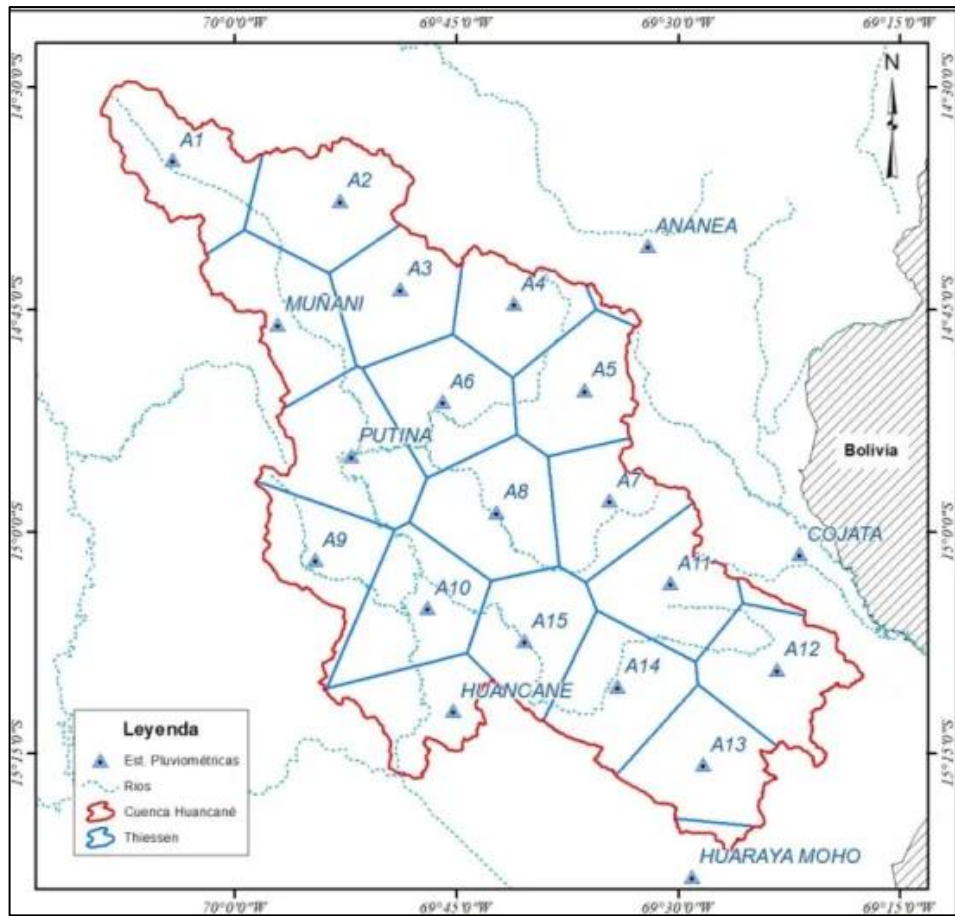 70°0'0"W 69°45'0"W 69°30'0"W 69°15'0"W
14°30'0"S
14°30'0"S
N
A1
A2
ANANEA
A3
A4
MUÑANI
14°45'0"S
14°45'0"S
A5
A6
PUTINA
Bolivia
A7
A8
15°0'0"S
15°0'0"S
COJATA
A9
A11
A10
A15
A12
A14
HUANCANE
Leyenda
Est. Pluviométricas
Rios
Cuenca Huancané
Thiessen
15°15'0"S
15°15'0"S
A13
HUARAYA MOHO
70°0'0"W 69°45'0"W 69°30'0"W 69°15'0"W